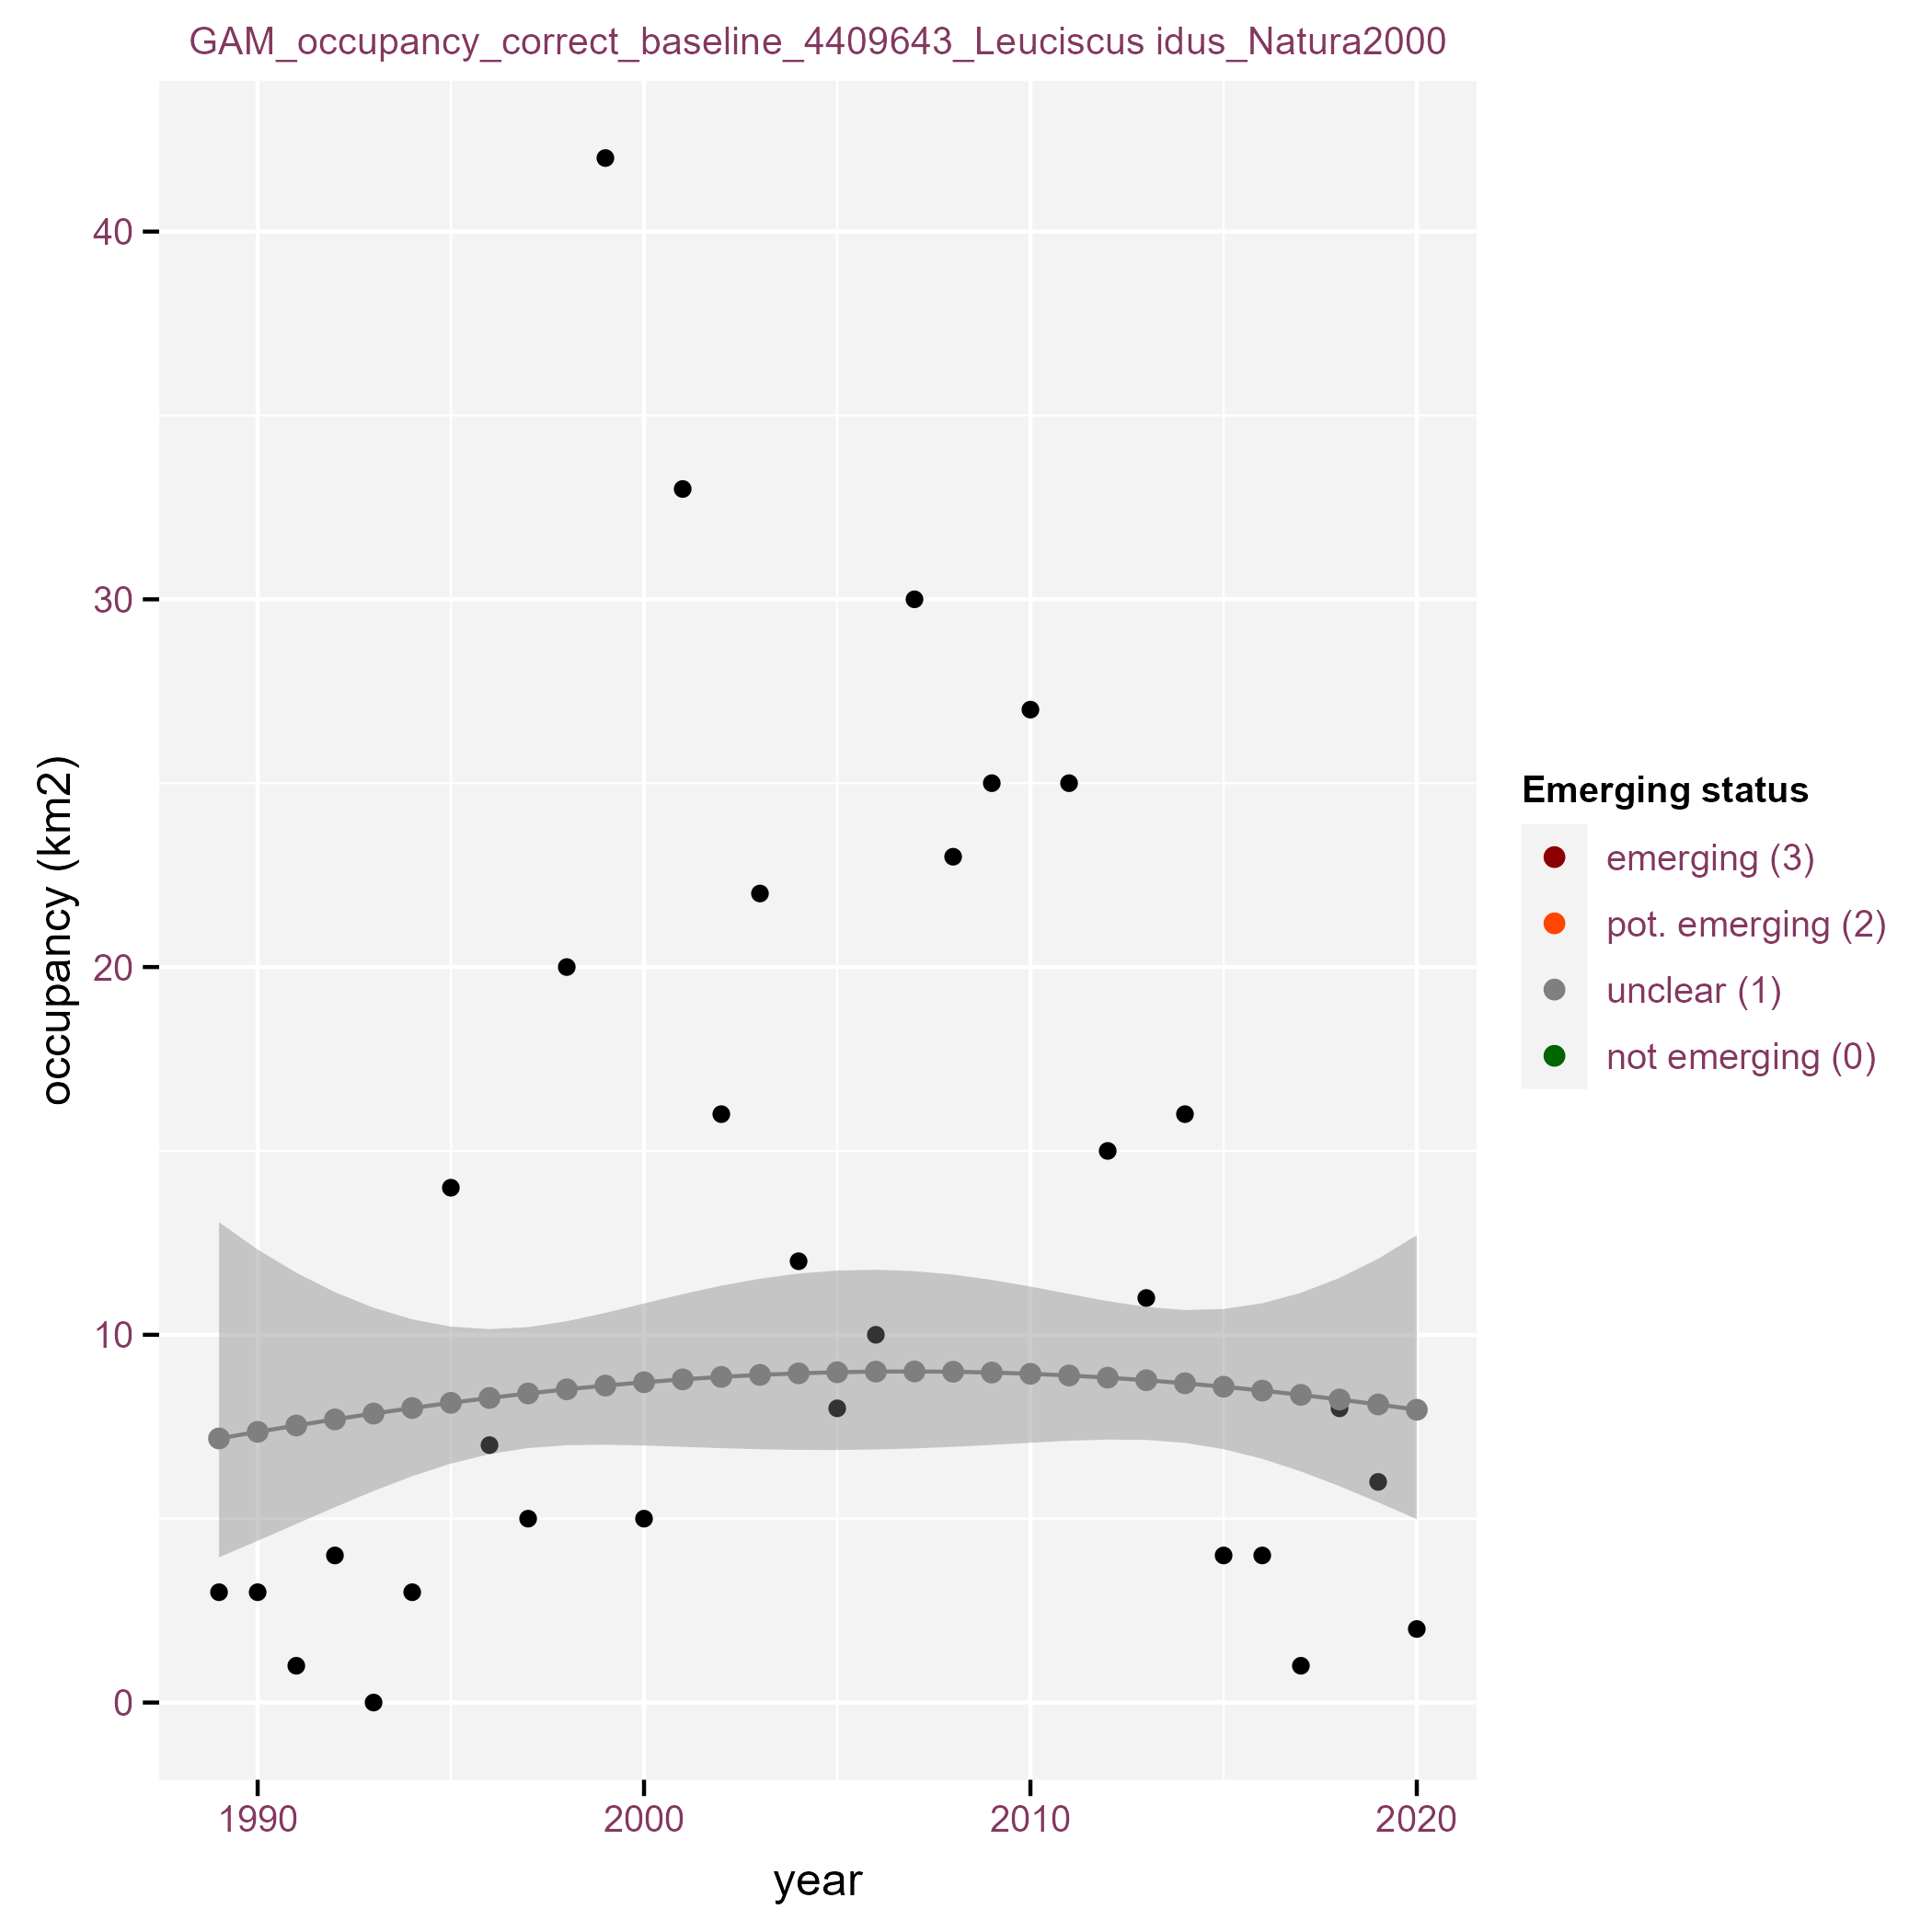 GAM_occupancy_correct_baseline_4409643_Leuciscus idus_Natura2000
occupancy (km2)
40
30
20
10
0
1990 2000 2010 2020
year
Emerging status
emerging (3)
pot. emerging (2)
unclear (1)
not emerging (0)